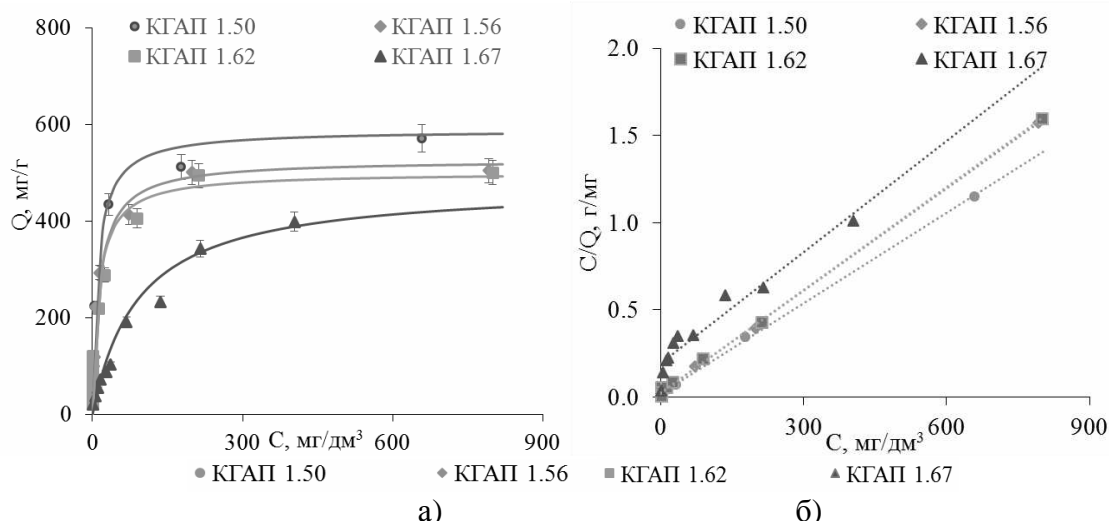 КГАП 1.50 КГАП 1.56
КГАП 1.62 КГАП 1.67
800
600
400
200
0
Q, мг/г
0 300 600 900
С, мг/дм³
КГАП 1.50 КГАП 1.56
КГАП 1.62 КГАП 1.67
2.0
1.5
1.0
0.5
0.0
C/Q, г/мг
0 300 600 900
С, мг/дм³
КГАП 1.50 КГАП 1.56 КГАП 1.62 КГАП 1.67
а) б)